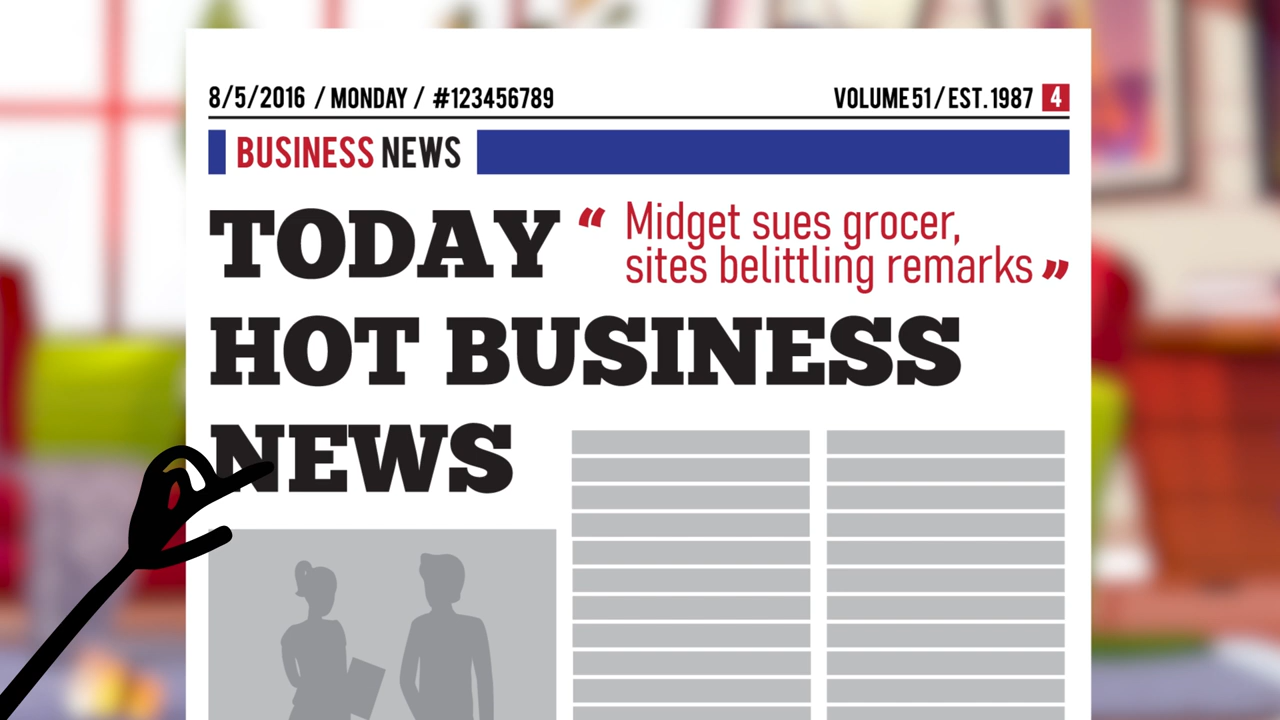 8/5/2016 / MONDAY / #123456789
VOLUME 51 / EST. 1987 4
BUSINESS NEWS
TODAY
“ Midget sues grocer,
sites belittling remarks ”
HOT BUSINESS
NEWS